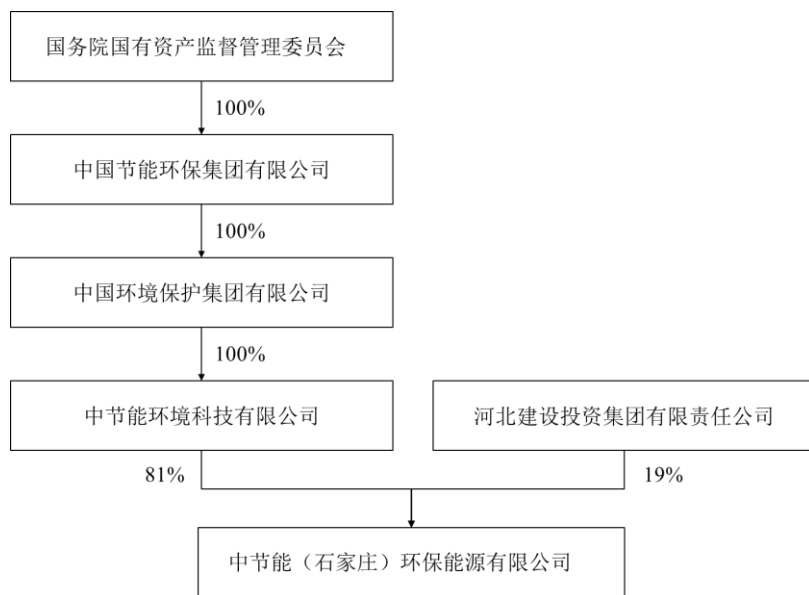 国务院国有资产监督管理委员会
100%
中国节能环保集团有限公司
100%
中国环境保护集团有限公司
100%
中节能环境科技有限公司
河北建设投资集团有限责任公司
81%
19%
中节能（石家庄）环保能源有限公司